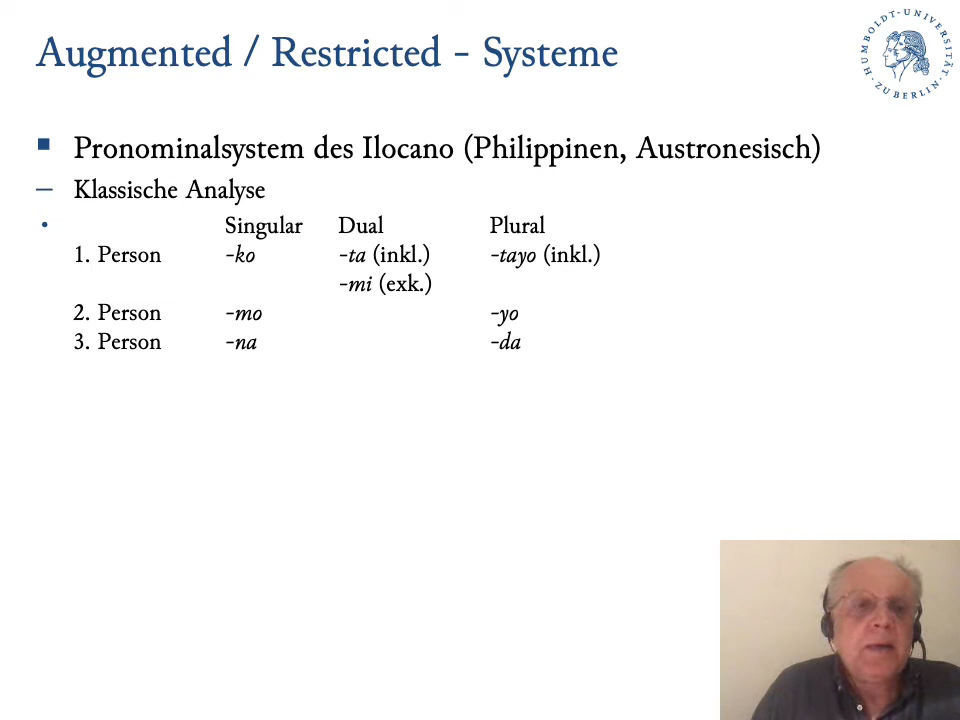 Augmented / Restricted - Systeme
HUMBOLDT-UNIVERSITÄT · ZU BERLIN ·
Pronominalsystem des Ilocano (Philippinen, Austronesisch)
– Klassische Analyse
Singular Dual Plural
1. Person -ko -ta (inkl.) -tayo (inkl.)
-mi (exk.)
2. Person -mo -yo
3. Person -na -da